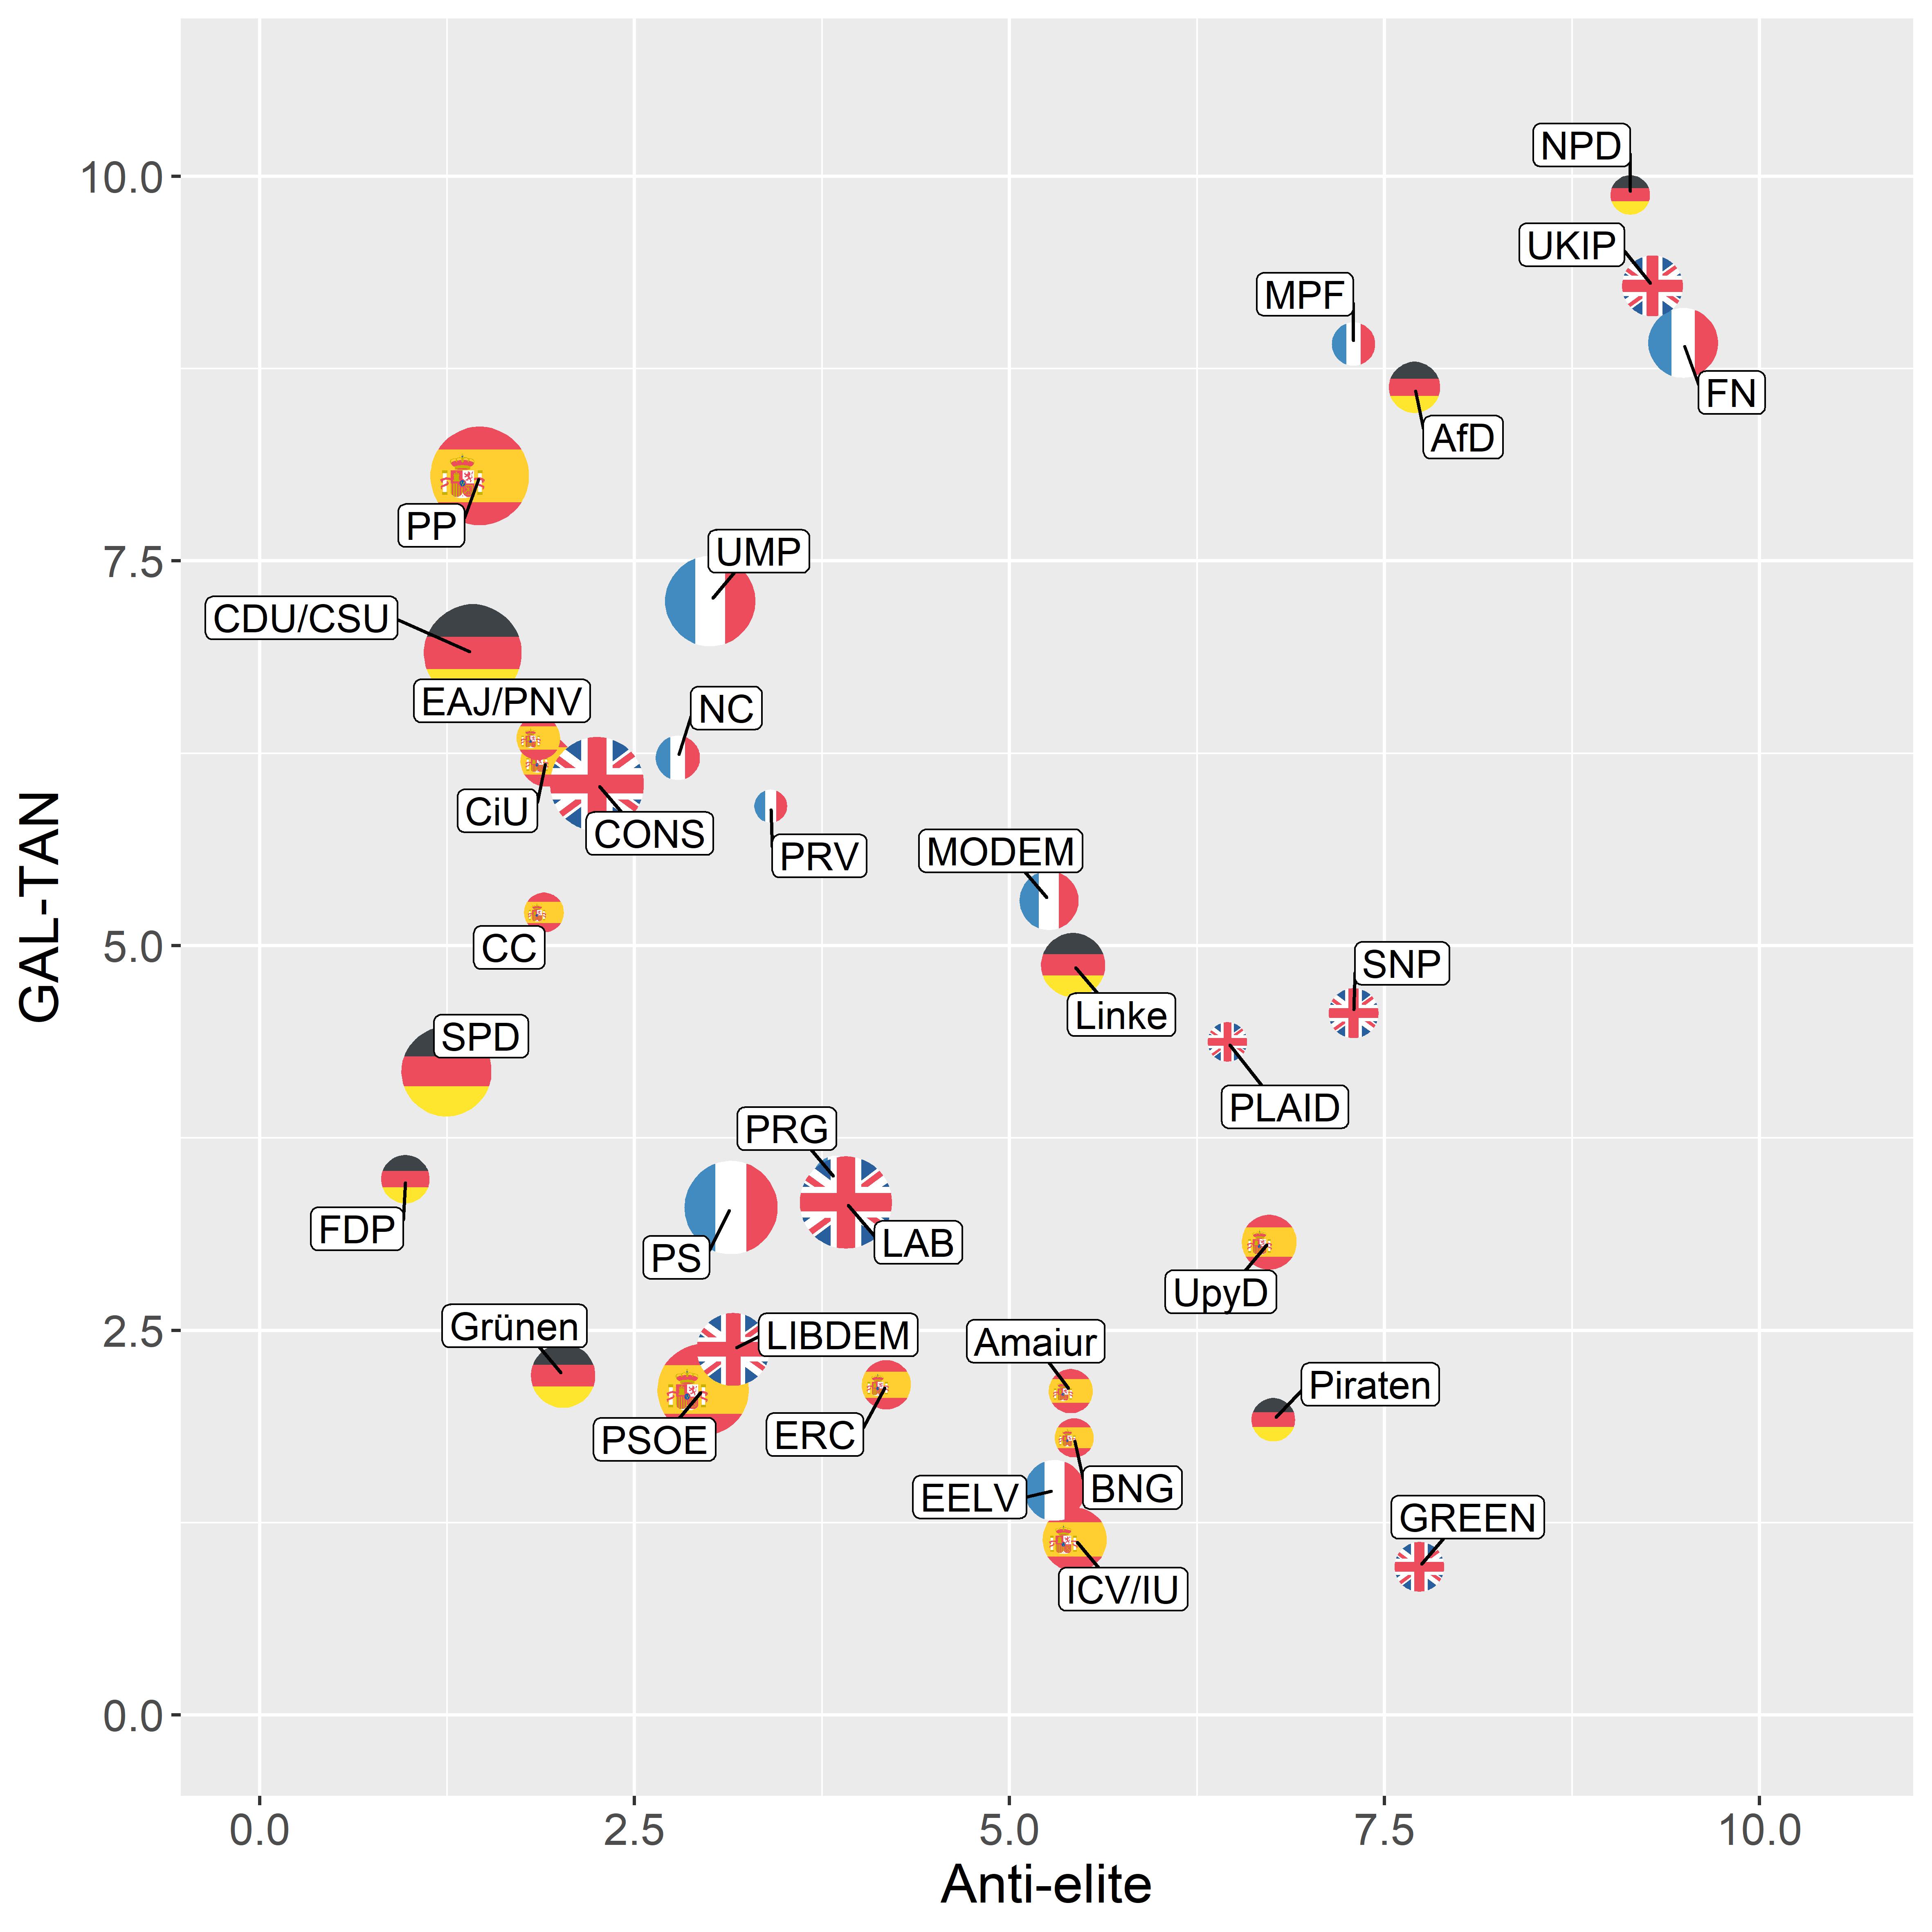 NPD
10.0
UKIP
MPF
FN
AfD
PP
UMP
7.5
CDU/CSU
EAJ/PNV
NC
CiU
CONS
PRV
MODEM
CC
5.0
SNP
Linke
SPD
PLAID
PRG
FDP
LAB
PS
UpyD
Grünen
LIBDEM
2.5
Amaiur
Piraten
PSOE
ERC
BNG
EELV
GREEN
ICV/IU
0.0
GAL-TAN
0.0
2.5
5.0
7.5
10.0
Anti-elite